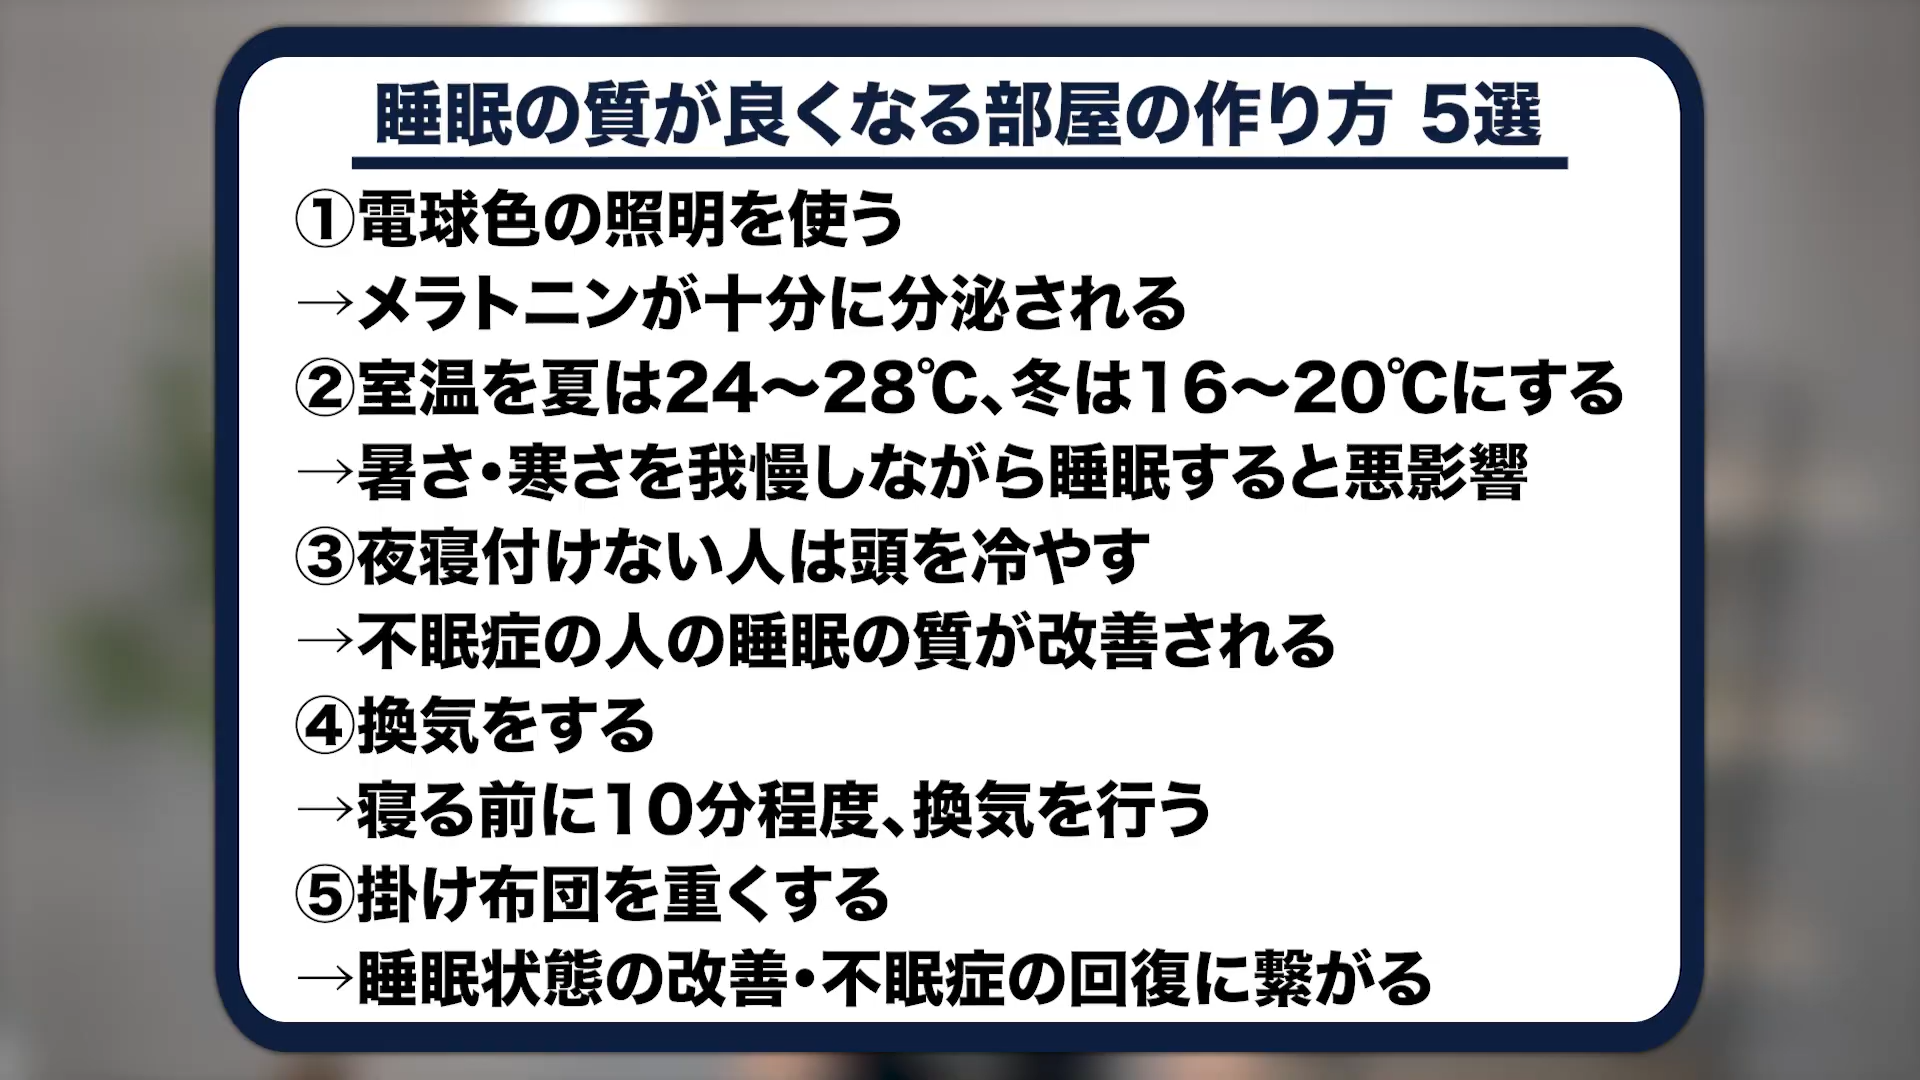 睡眠の質が良くなる部屋の作り方 5選
①電球色の照明を使う
→メラトニンが十分に分泌される
②室温を夏は24〜28℃、冬は16〜20℃にする
→暑さ・寒さを我慢しながら睡眠すると悪影響
③夜寝付けない人は頭を冷やす
→不眠症の人の睡眠の質が改善される
④換気をする
→寝る前に10分程度、換気を行う
⑤掛け布団を重くする
→睡眠状態の改善・不眠症の回復に繋がる